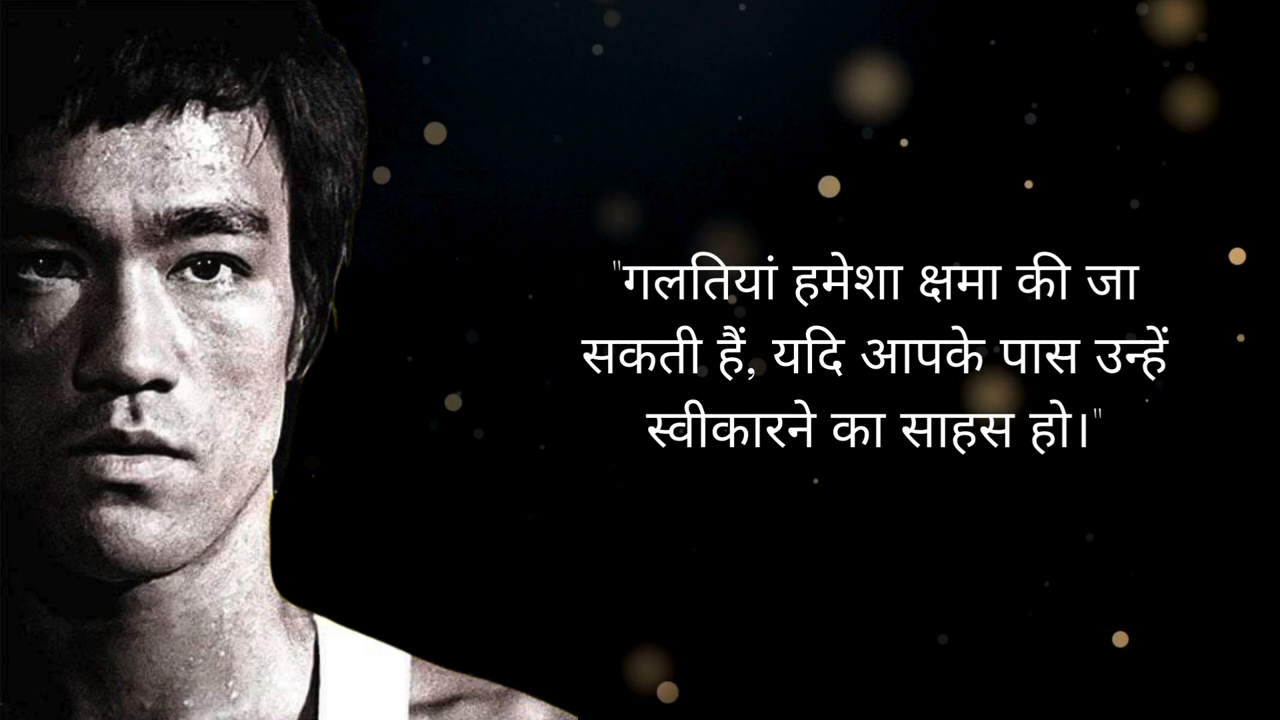 "गलतियां हमेशा क्षमा की जा
सकती हैं, यदि आपके पास उन्हें
स्वीकारने का साहस हो।"